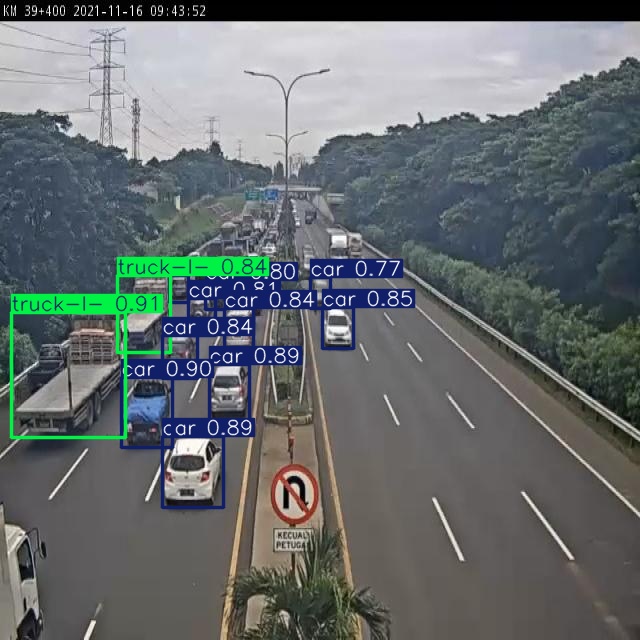 KM 39+400 2021-11-16 09:43:52
truck-l- 0.84
car 0.77
truck-l- 0.91
car 0.84
car 0.85
car 0.84
car 0.89
car 0.90
car 0.89
KECUALI
PETUGAS